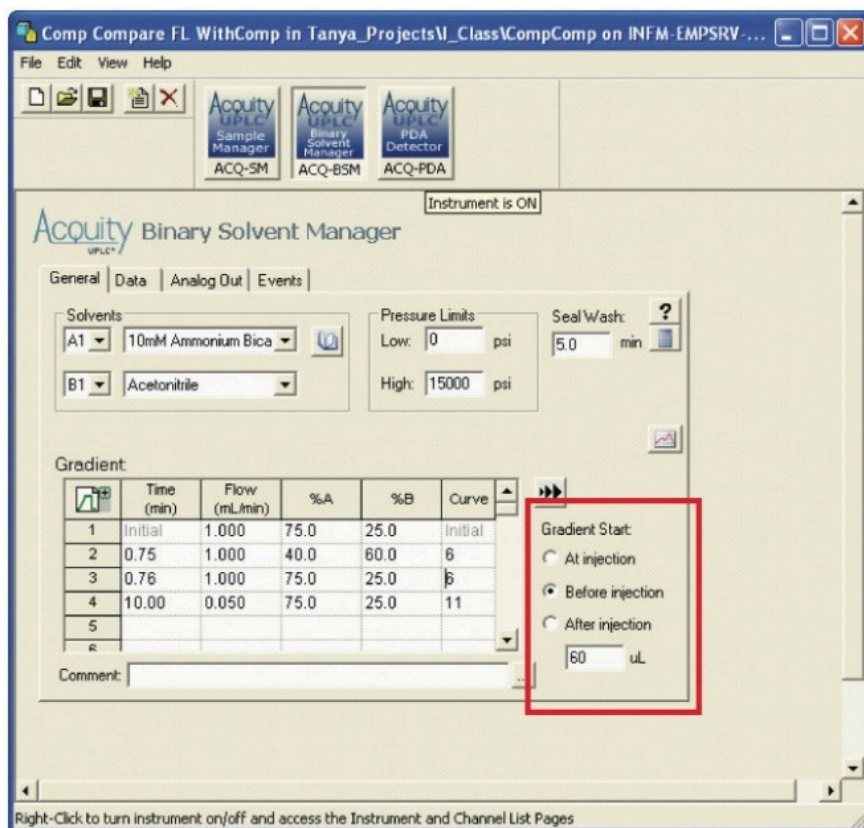 Comp Compare FL WithComp in Tanya_Projects\I_Class\CompComp on INFM-EMPSRV-...
File Edit View Help
Acquity UPLC Sample Manager
ACQ-SM
Acquity UPLC Binary Solvent Manager
ACQ-BSM
Acquity UPLC PDA Detector
ACQ-PDA
Instrument is ON
Acquity UPLC® Binary Solvent Manager
General Data Analog Out Events
Solvents
A1 10mM Ammonium Bica
B1 Acetonitrile
Pressure Limits
Low: 0 psi
High: 15000 psi
Seal Wash:
5.0 min
?
Gradient:
Time (min) Flow (mL/min) %A %B Curve
1 Initial 1.000 75.0 25.0 Initial
2 0.75 1.000 40.0 60.0 6
3 0.76 1.000 75.0 25.0 6
4 10.00 0.050 75.0 25.0 11
5
6
Comment:
...
Gradient Start:
At injection
Before injection
After injection
60 uL
Right-Click to turn instrument on/off and access the Instrument and Channel List Pages